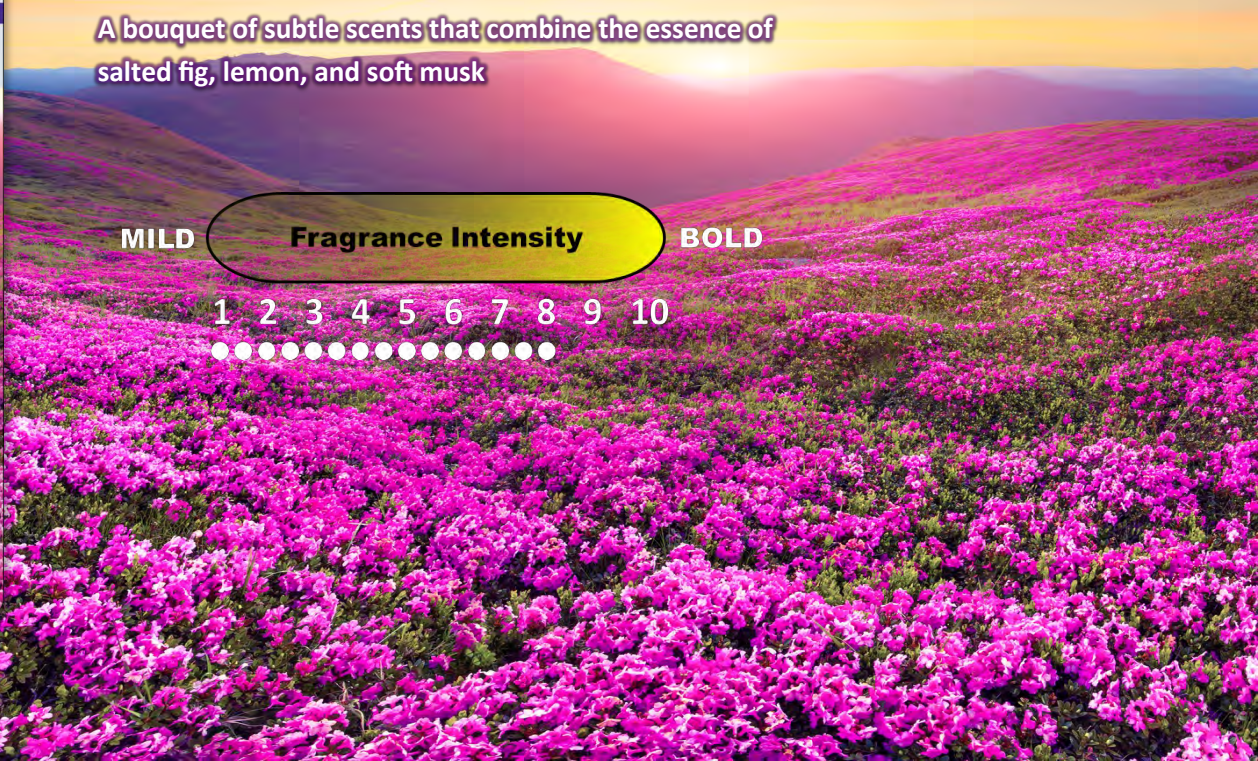 A bouquet of subtle scents that combine the essence of
salted fig, lemon, and soft musk
MILD Fragrance Intensity BOLD
1 2 3 4 5 6 7 8 9 10